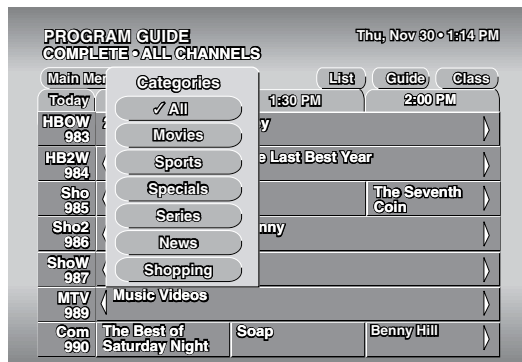 PROGRAM GUIDE
Thu, Nov 30 • 1:14 PM
COMPLETE • ALL CHANNELS
Main Me
List
Guide
Class
Categories
✓ All
Movies
Sports
Specials
Series
News
Shopping
Today
1:30 PM
2:00 PM
HBOW
983
HB2W
984
e Last Best Year
Sho
985
The Seventh
Coin
Sho2
986
nny
ShoW
987
MTV
989
Music Videos
Com
990
The Best of
Saturday Night
Soap
Benny Hill